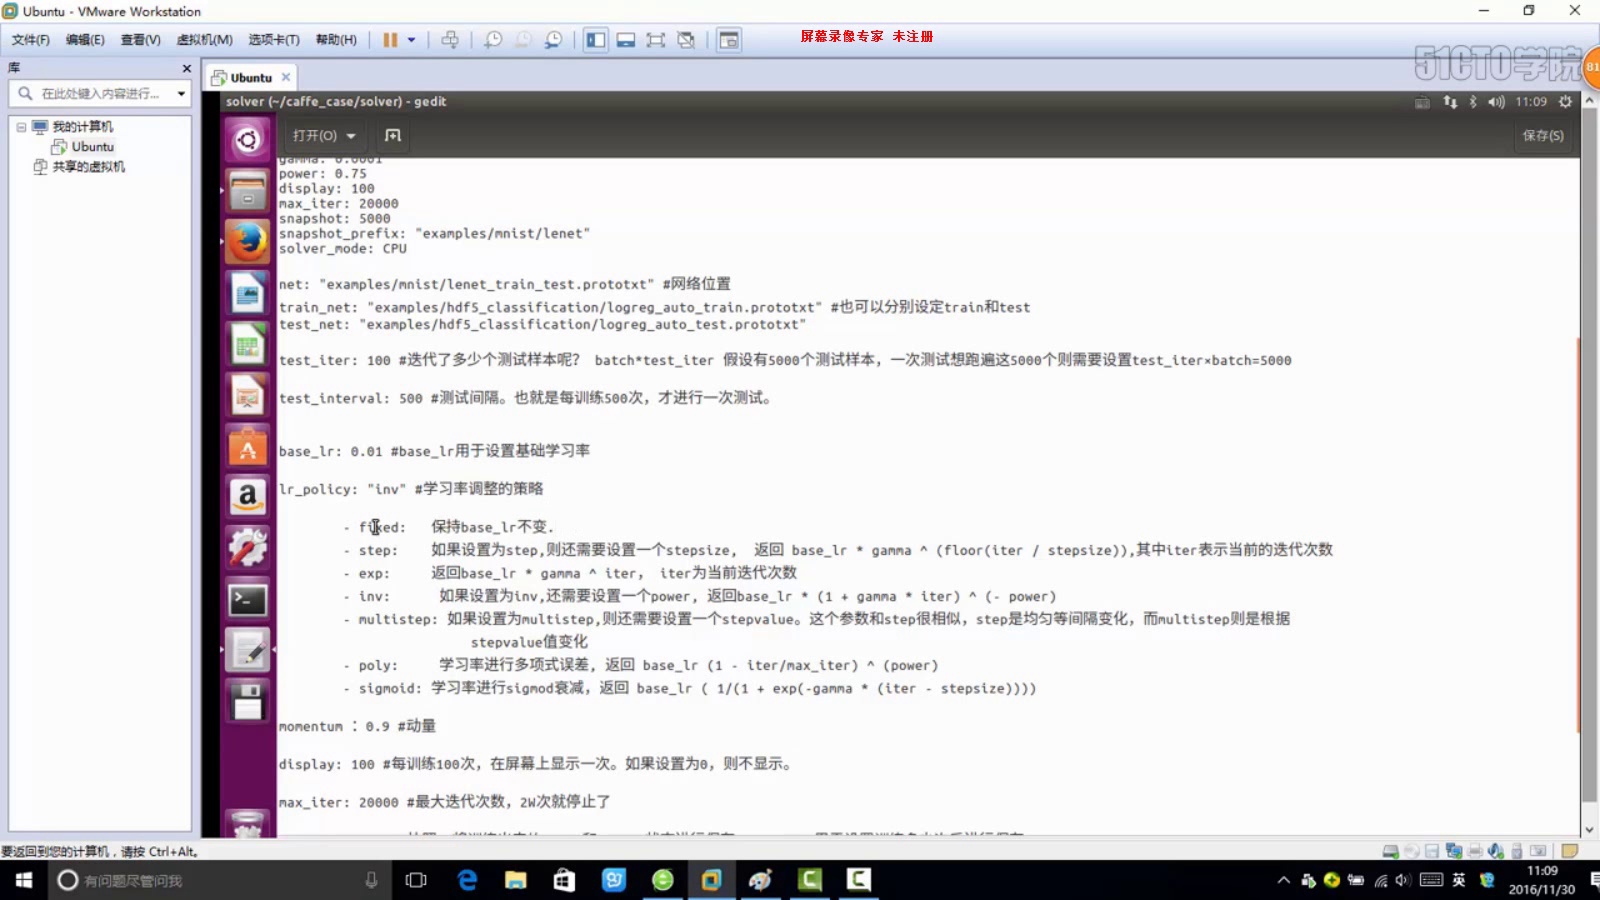 Ubuntu - VMware Workstation
文件(F) 编辑(E) 查看(V) 虚拟机(M) 选项卡(T) 帮助(H)
屏幕录像专家 未注册
51CTO学院
81
库
在此处键入内容进行...
我的计算机
Ubuntu
共享的虚拟机
Ubuntu
solver (~/caffe_case/solver) - gedit
11:09
打开(O)
保存(S)
gamma: 0.0001
power: 0.75
display: 100
max_iter: 20000
snapshot: 5000
snapshot_prefix: "examples/mnist/lenet"
solver_mode: CPU
net: "examples/mnist/lenet_train_test.prototxt" #网络位置
train_net: "examples/hdf5_classification/logreg_auto_train.prototxt" #也可以分别设定train和test
test_net: "examples/hdf5_classification/logreg_auto_test.prototxt"
test_iter: 100 #迭代了多少个测试样本呢？ batch*test_iter 假设有5000个测试样本，一次测试想跑遍这5000个则需要设置test_iter×batch=5000
test_interval: 500 #测试间隔。也就是每训练500次，才进行一次测试。
base_lr: 0.01 #base_lr用于设置基础学习率
lr_policy: "inv" #学习率调整的策略
- fixed: 保持base_lr不变.
- step: 如果设置为step,则还需要设置一个stepsize, 返回 base_lr * gamma ^ (floor(iter / stepsize)),其中iter表示当前的迭代次数
- exp: 返回base_lr * gamma ^ iter, iter为当前迭代次数
- inv: 如果设置为inv,还需要设置一个power, 返回base_lr * (1 + gamma * iter) ^ (- power)
- multistep: 如果设置为multistep,则还需要设置一个stepvalue。这个参数和step很相似，step是均匀等间隔变化，而multistep则是根据
stepvalue值变化
- poly: 学习率进行多项式误差, 返回 base_lr (1 - iter/max_iter) ^ (power)
- sigmoid: 学习率进行sigmod衰减，返回 base_lr ( 1/(1 + exp(-gamma * (iter - stepsize))))
momentum ：0.9 #动量
display: 100 #每训练100次，在屏幕上显示一次。如果设置为0，则不显示。
max_iter: 20000 #最大迭代次数，2W次就停止了
要返回到您的计算机，请按 Ctrl+Alt。
有问题尽管问我
英
11:09
2016/11/30